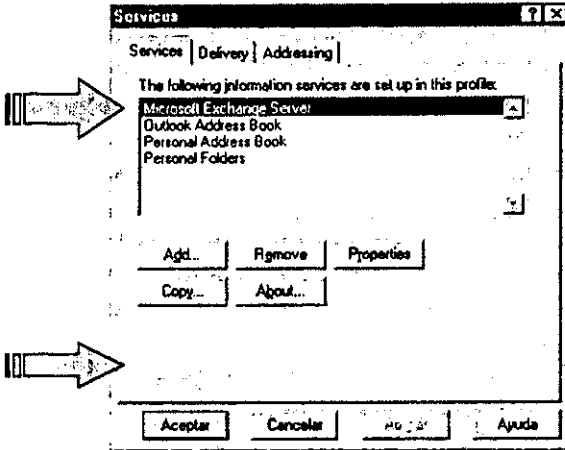 Services
Services Delivery Addressing
The following information services are set up in this profile:
Microsoft Exchange Server
Outlook Address Book
Personal Address Book
Personal Folders
Add... Remove Properties
Copy... About...
Aceptar Cancelar Ayuda